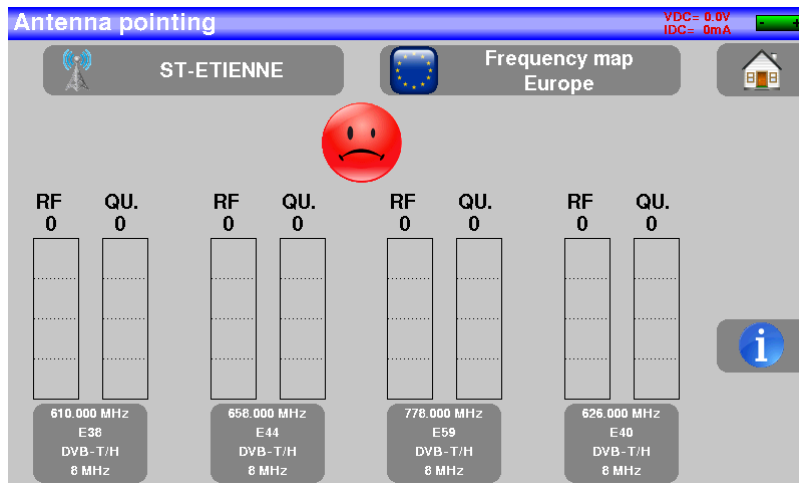 Antenna pointing
VDC= 0.0V
IDC= 0mA
- +
ST-ETIENNE
Frequency map
Europe
RF QU. RF QU. RF QU. RF QU.
0 0 0 0 0 0 0 0
i
610.000 MHz 658.000 MHz 778.000 MHz 626.000 MHz
E38 E44 E59 E40
DVB-T/H DVB-T/H DVB-T/H DVB-T/H
8 MHz 8 MHz 8 MHz 8 MHz